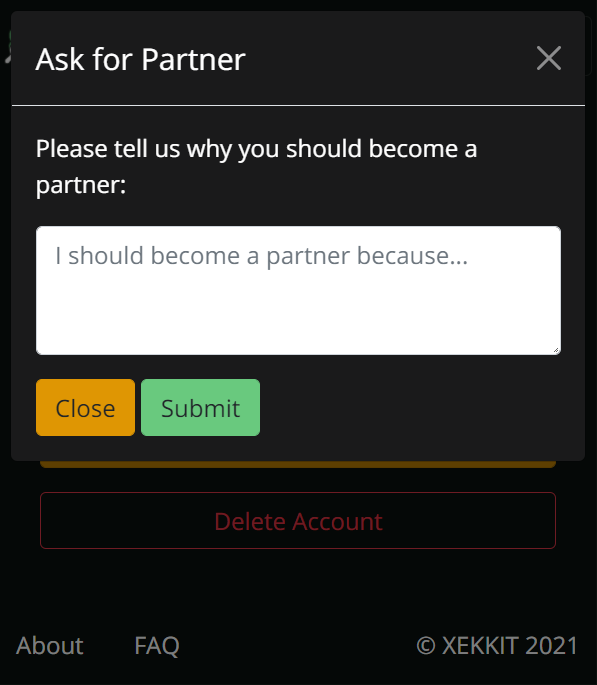 Ask for Partner
Please tell us why you should become a
partner:
I should become a partner because...
Close Submit
Delete Account
About FAQ © XEKKIT 2021